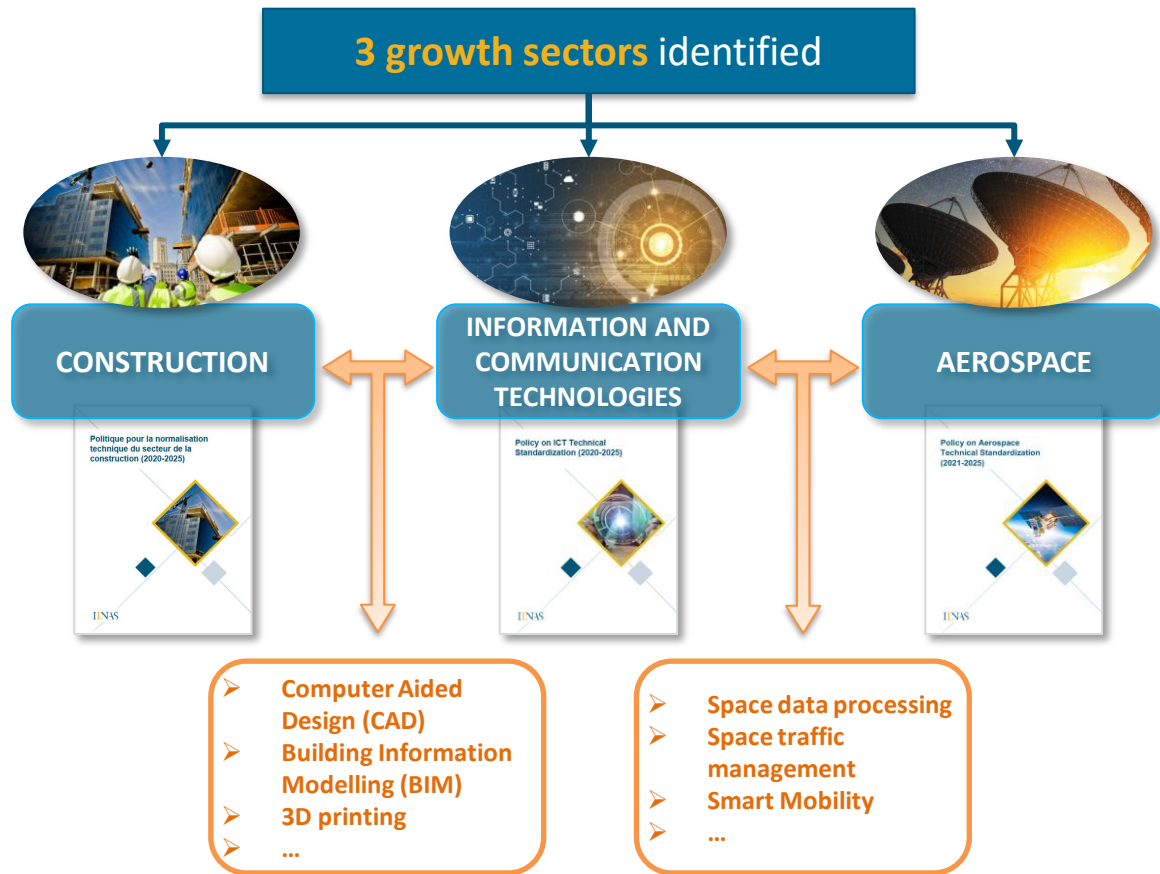 3 growth sectors identified
CONSTRUCTION
INFORMATION AND
COMMUNICATION
TECHNOLOGIES
AEROSPACE
Politique pour la normalisation
technique du secteur de la
construction (2020-2025)
ILNAS
Policy on ICT Technical
Standardization (2020-2025)
ILNAS
Policy on Aerospace
Technical Standardization
(2021-2025)
ILNAS
➢ Computer Aided
Design (CAD)
➢ Building Information
Modelling (BIM)
➢ 3D printing
➢ …
➢ Space data processing
➢ Space traffic
management
➢ Smart Mobility
➢ …